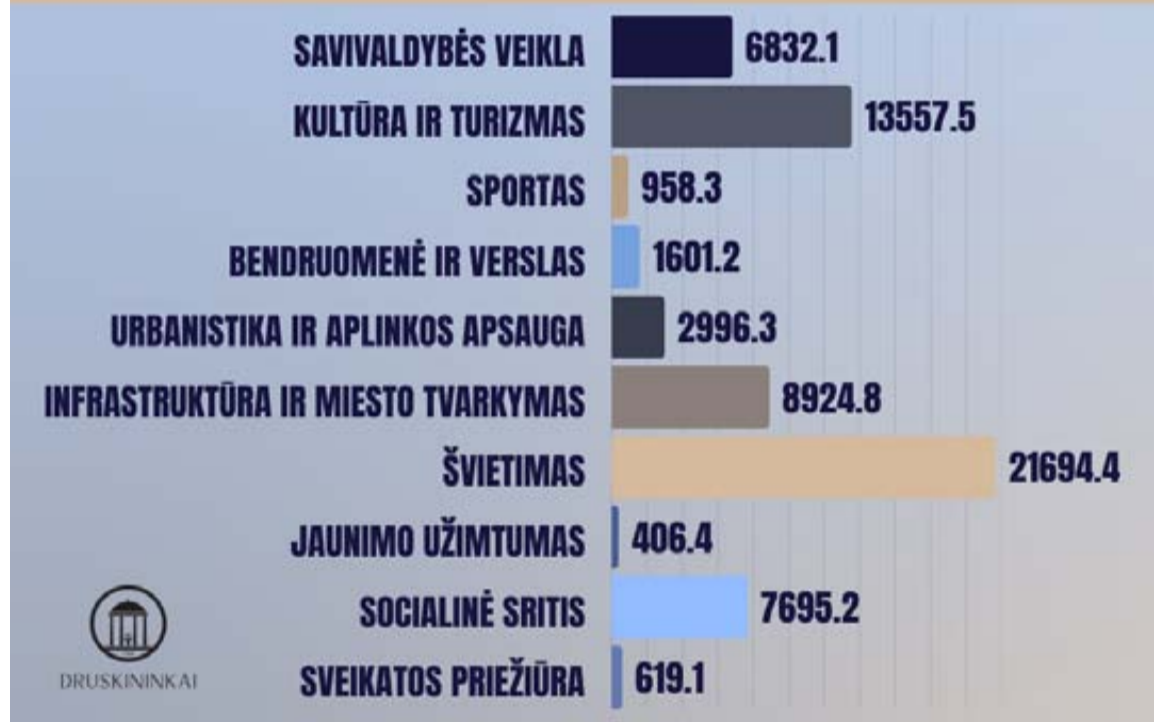 SAVIVALDYBĖS VEIKLA 6832.1
KULTŪRA IR TURIZMAS 13557.5
SPORTAS 958.3
BENDRUOMENĖ IR VERSLAS 1601.2
URBANISTIKA IR APLINKOS APSAUGA 2996.3
INFRASTRUKTŪRA IR MIESTO TVARKYMAS 8924.8
ŠVIETIMAS 21694.4
JAUNIMO UŽIMTUMAS 406.4
SOCIALINĖ SRITIS 7695.2
SVEIKATOS PRIEŽIŪRA 619.1
DRUSKININKAI